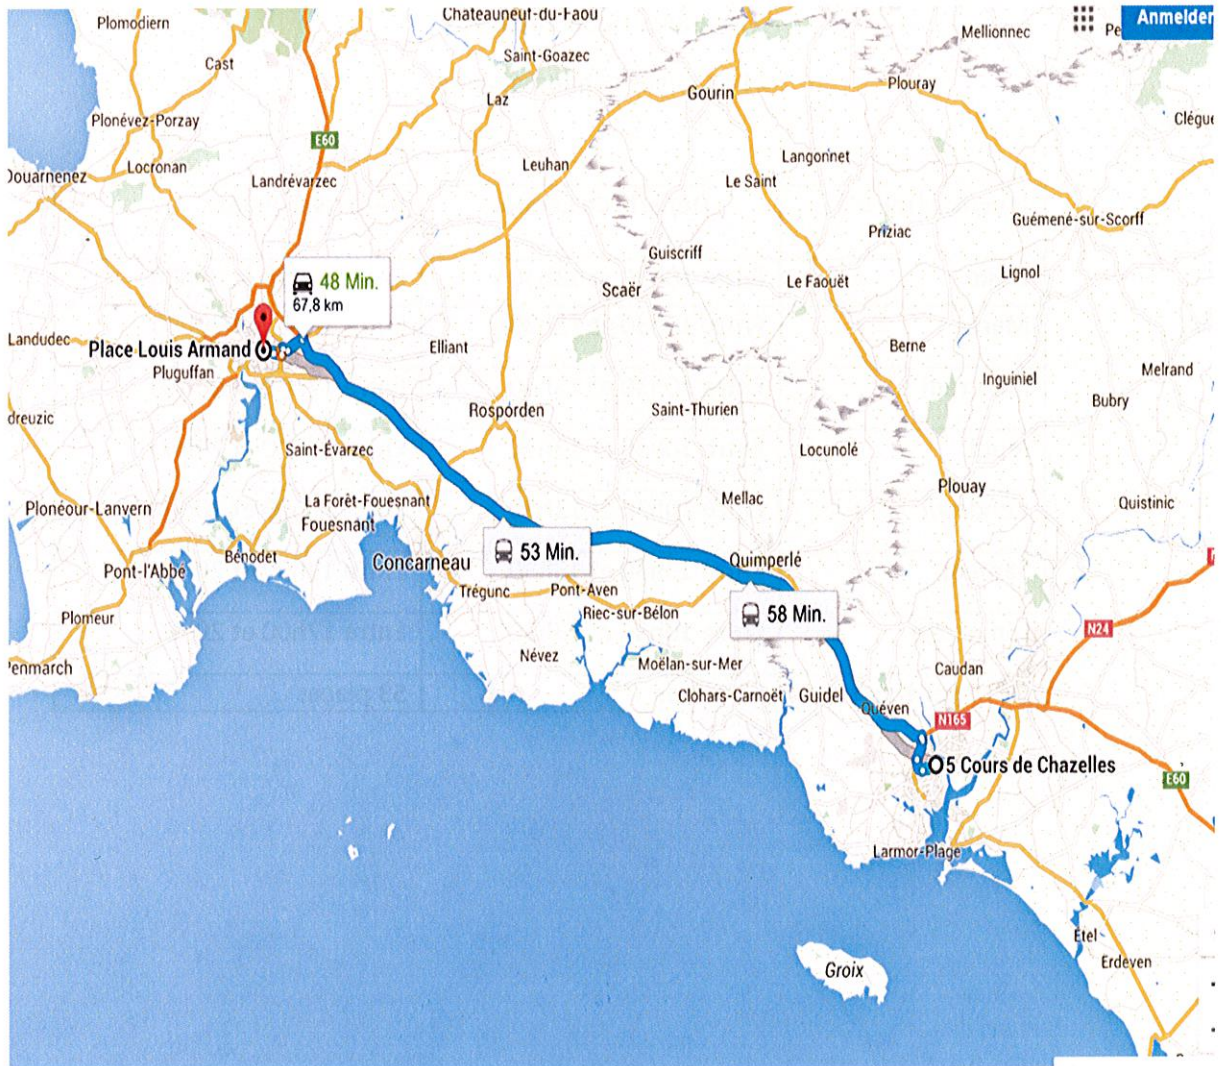 Plomodiern
Chateauneuf-du-Faou
Mellionnec
Pe
Anmelden
Cast
Saint-Goazec
Laz
Gourin
Plouray
Plonévez-Porzay
E60
Clégue
Locronan
Leuhan
Langonnet
Douarnenez
Landrévarzec
Le Saint
Guémené-sur-Scorff
Priziac
Guiscriff
Lignol
48 Min.
67,8 km
Scaër
Le Faouët
Landudec
Place Louis Armand
Elliant
Berne
Pluguffan
Inguiniel
Melrand
Bubry
dreuzic
Rosporden
Saint-Thurien
Saint-Évarzec
Locunolé
Plouay
Mellac
La Forêt-Fouesnant
Plonéour-Lanvern
Fouesnant
Quistinic
Bénodet
Concarneau
53 Min.
Quimperlé
Pont-l'Abbe
Trégunc
Pont-Aven
Riec-sur-Bélon
58 Min.
Plomeur
N24
Penmarch
Névez
Moëlan-sur-Mer
Caudan
Clohars-Carnoët
Guidel
Quéven
N165
5 Cours de Chazelles
E60
Larmor-Plage
Etel
Erdeven
Groix